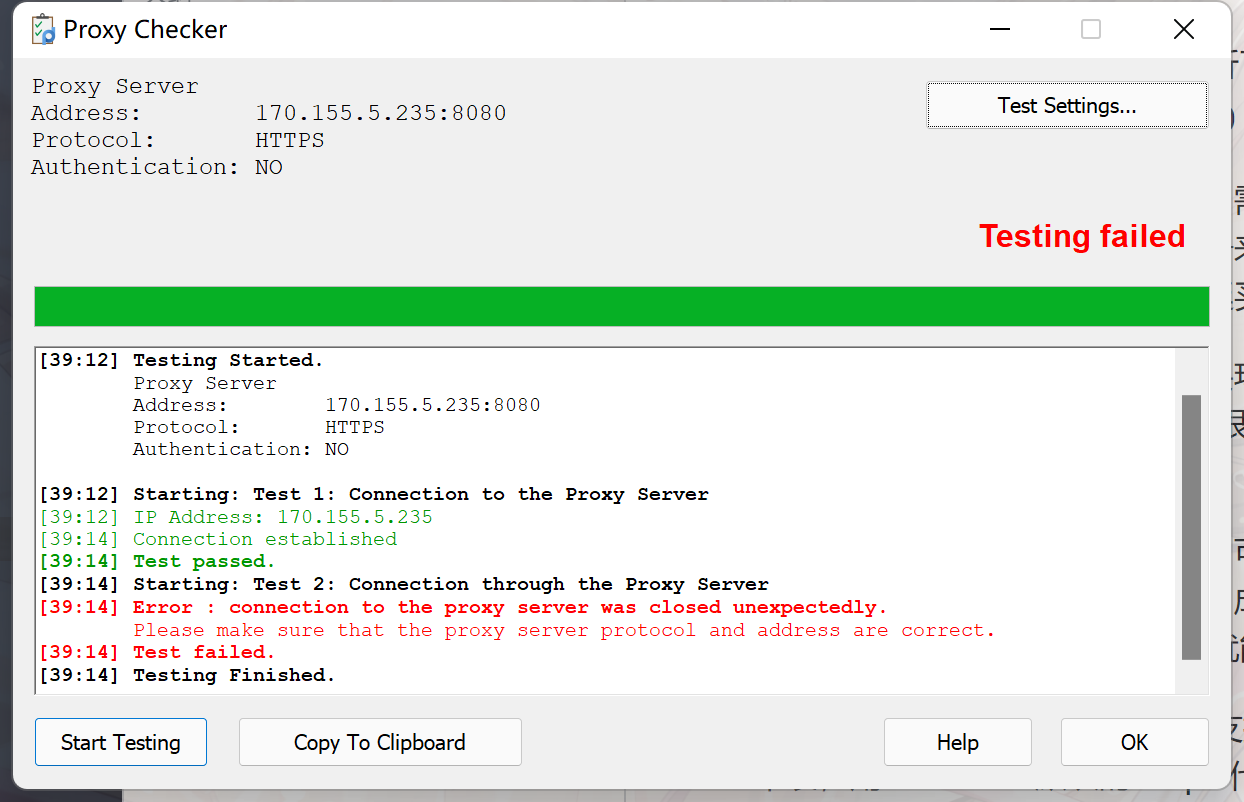 Proxy Checker
Proxy Server
Address: 170.155.5.235:8080
Protocol: HTTPS
Authentication: NO
Test Settings...
Testing failed
[39:12] Testing Started.
Proxy Server
Address: 170.155.5.235:8080
Protocol: HTTPS
Authentication: NO
[39:12] Starting: Test 1: Connection to the Proxy Server
[39:12] IP Address: 170.155.5.235
[39:14] Connection established
[39:14] Test passed.
[39:14] Starting: Test 2: Connection through the Proxy Server
[39:14] Error : connection to the proxy server was closed unexpectedly.
Please make sure that the proxy server protocol and address are correct.
[39:14] Test failed.
[39:14] Testing Finished.
Start Testing
Copy To Clipboard
Help
OK